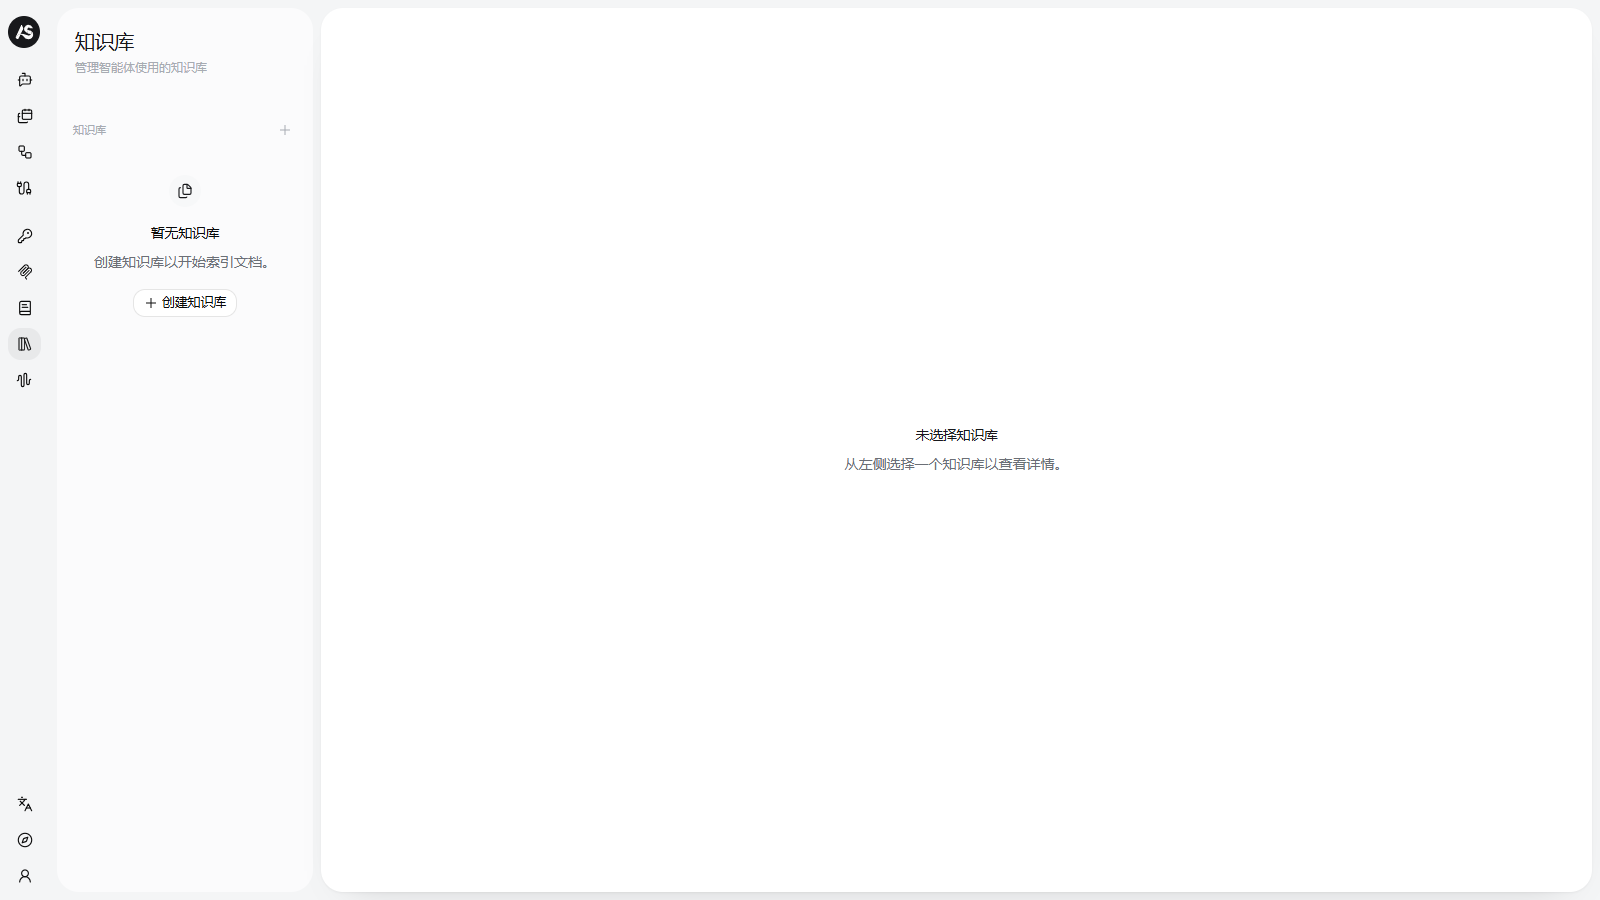 AS
知识库
管理智能体使用的知识库
知识库
暂无知识库
创建知识库以开始索引文档。
创建知识库
未选择知识库
从左侧选择一个知识库以查看详情。